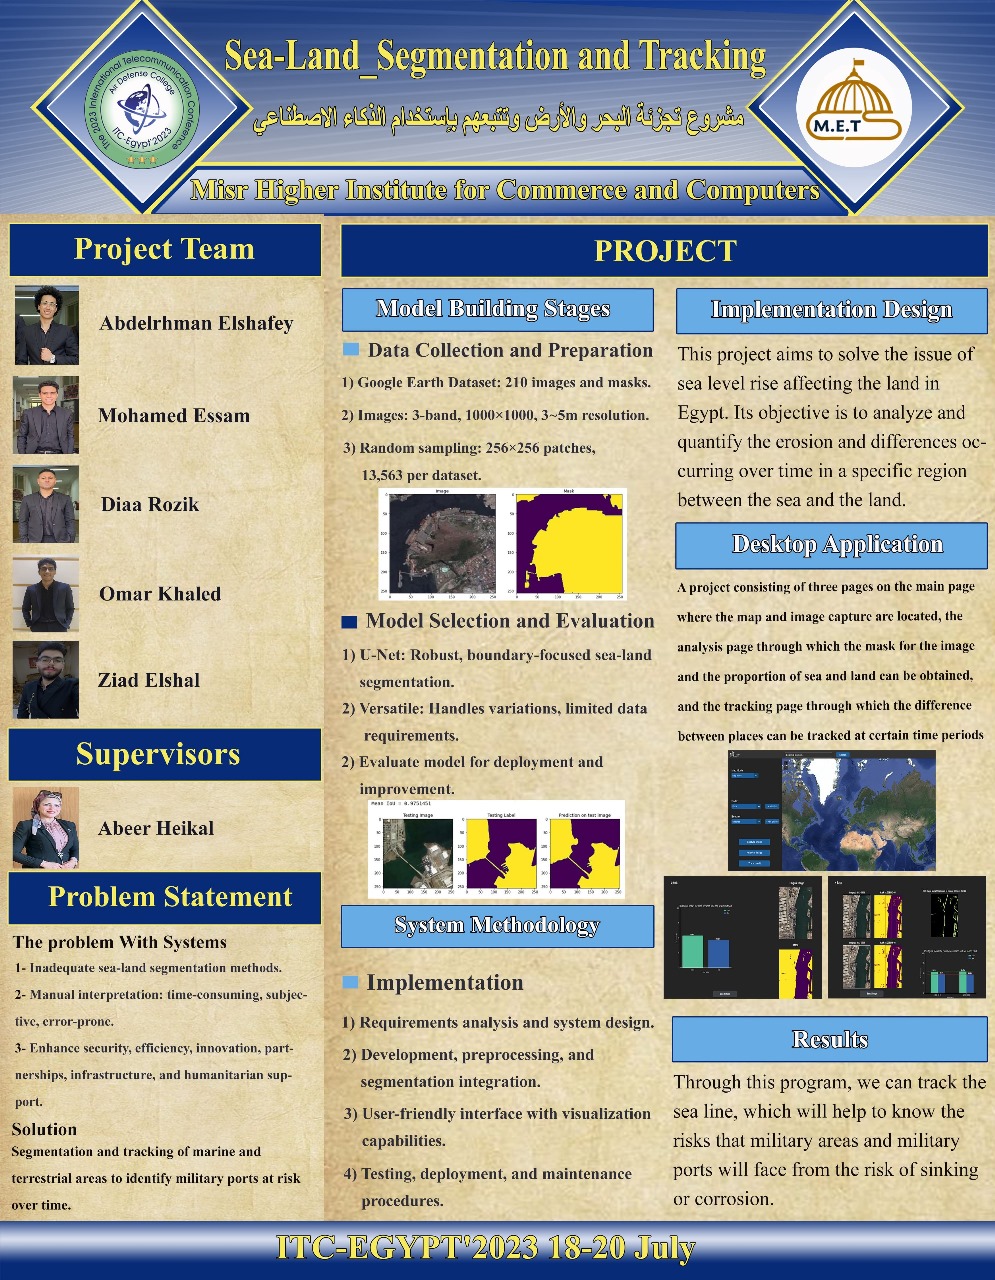 Sea-Land_Segmentation and Tracking
مشروع تجزئة البحر والأرض وتتبعهم بإستخدام الذكاء الاصطناعي
Misr Higher Institute for Commerce and Computers
The 2023 International Telecommunication Conference
Air Defense College
ITC-Egypt 2023
M.E.T
Project Team
Abdelrhman Elshafey
Mohamed Essam
Diaa Rozik
Omar Khaled
Ziad Elshal
Supervisors
Abeer Heikal
Problem Statement
The problem With Systems
1- Inadequate sea-land segmentation methods.
2- Manual interpretation: time-consuming, subjec-
tive, error-prone.
3- Enhance security, efficiency, innovation, part-
nerships, infrastructure, and humanitarian sup-
port.
Solution
Segmentation and tracking of marine and
terrestrial areas to identify military ports at risk
over time.
PROJECT
Model Building Stages
Data Collection and Preparation
1) Google Earth Dataset: 210 images and masks.
2) Images: 3-band, 1000×1000, 3~5m resolution.
3) Random sampling: 256×256 patches,
13,563 per dataset.
Image
Mask
Model Selection and Evaluation
1) U-Net: Robust, boundary-focused sea-land
segmentation.
2) Versatile: Handles variations, limited data
requirements.
2) Evaluate model for deployment and
improvement.
Mean IoU = 0.9751451
Testing Image
Testing Label
Prediction on test image
System Methodology
Implementation
1) Requirements analysis and system design.
2) Development, preprocessing, and
segmentation integration.
3) User-friendly interface with visualization
capabilities.
4) Testing, deployment, and maintenance
procedures.
Implementation Design
This project aims to solve the issue of
sea level rise affecting the land in
Egypt. Its objective is to analyze and
quantify the erosion and differences oc-
curring over time in a specific region
between the sea and the land.
Desktop Application
A project consisting of three pages on the main page
where the map and image capture are located, the
analysis page through which the mask for the image
and the proportion of sea and land can be obtained,
and the tracking page through which the difference
between places can be tracked at certain time periods
Results
Through this program, we can track the
sea line, which will help to know the
risks that military areas and military
ports will face from the risk of sinking
or corrosion.
ITC-EGYPT'2023 18-20 July